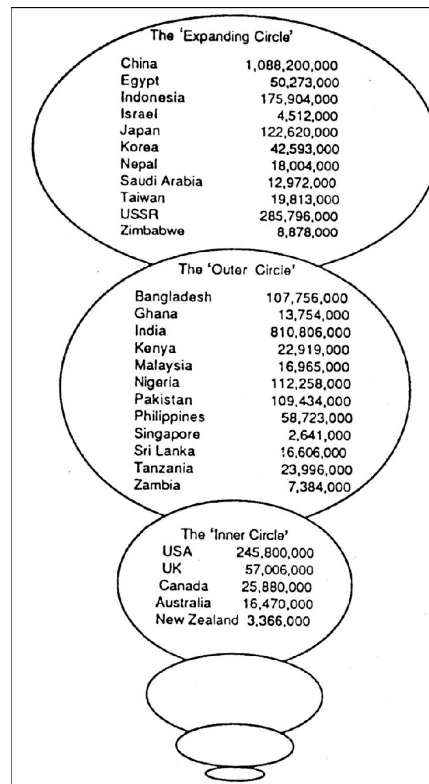 The 'Expanding Circle'
China 1,088,200,000
Egypt 50,273,000
Indonesia 175,904,000
Israel 4,512,000
Japan 122,620,000
Korea 42,593,000
Nepal 18,004,000
Saudi Arabia 12,972,000
Taiwan 19,813,000
USSR 285,796,000
Zimbabwe 8,878,000
The 'Outer Circle'
Bangladesh 107,756,000
Ghana 13,754,000
India 810,806,000
Kenya 22,919,000
Malaysia 16,965,000
Nigeria 112,258,000
Pakistan 109,434,000
Philippines 58,723,000
Singapore 2,641,000
Sri Lanka 16,606,000
Tanzania 23,996,000
Zambia 7,384,000
The 'Inner Circle'
USA 245,800,000
UK 57,006,000
Canada 25,880,000
Australia 16,470,000
New Zealand 3,366,000